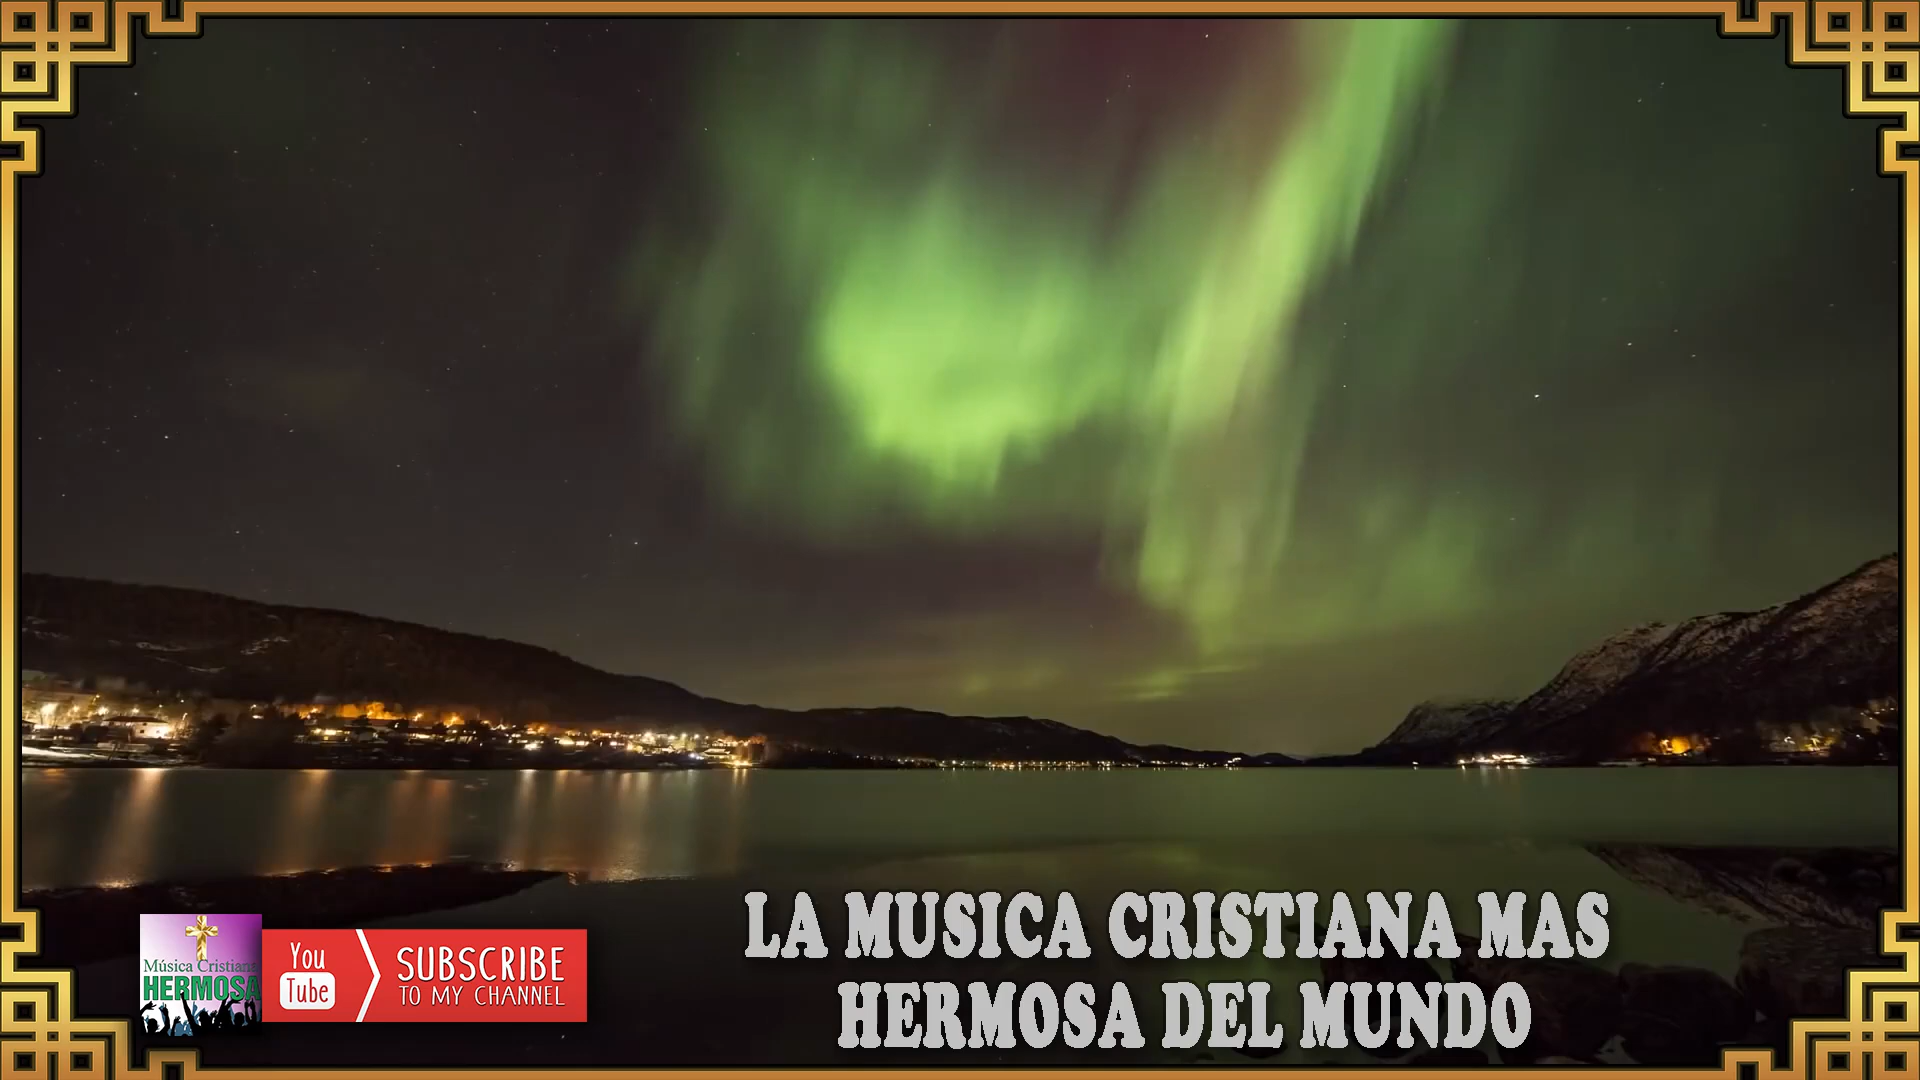 Música Cristiana
HERMOSA
You
Tube
SUBSCRIBE
TO MY CHANNEL
LA MUSICA CRISTIANA MAS
HERMOSA DEL MUNDO